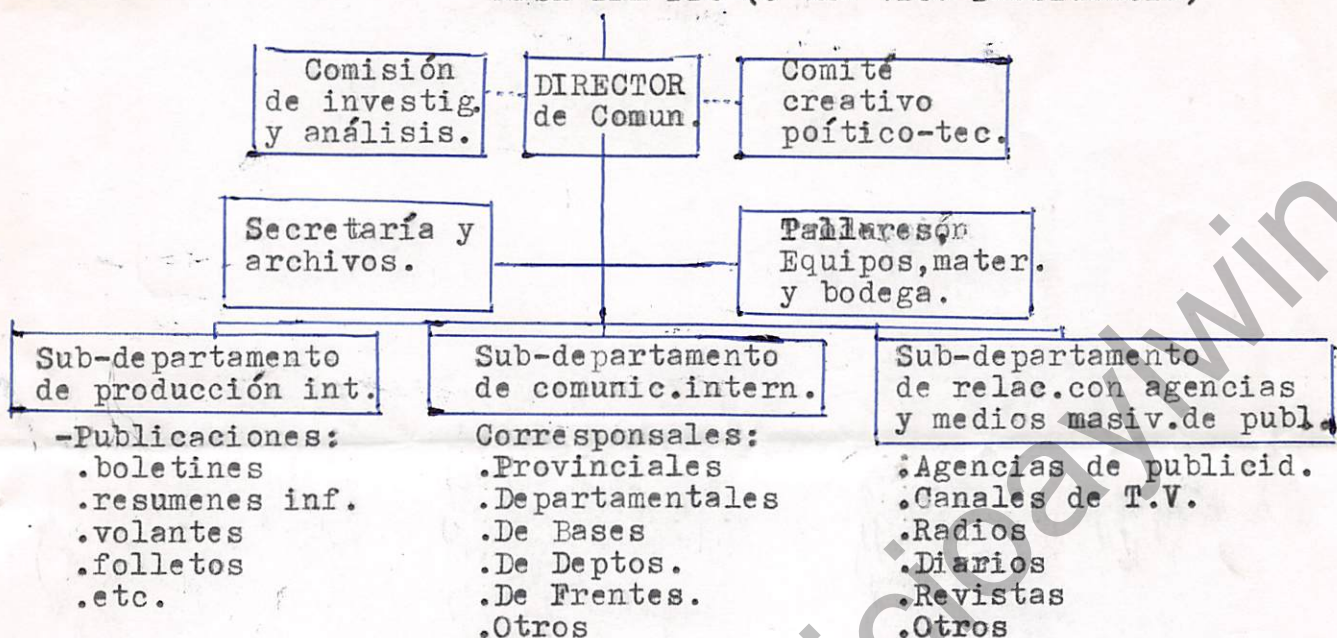 Comisión
de investig.
y análisis.
DIRECTOR
de Comun.
Comité
creativo
poítico-tec.
Secretaría y
archivos.
Equipos,mater.
y bodega.
Sub-departamento
de producción int.
Sub-departamento
de comunic.intern.
Sub-departamento
de relac.con agencias
y medios masiv.de publ.
-Publicaciones:
.boletines
.resumenes inf.
.volantes
.folletos
.etc.
Corresponsales:
.Provinciales
.Departamentales
.De Bases
.De Deptos.
.De Frentes.
.Otros
.Agencias de publicid.
.Canales de T.V.
.Radios
.Diarios
.Revistas
.Otros